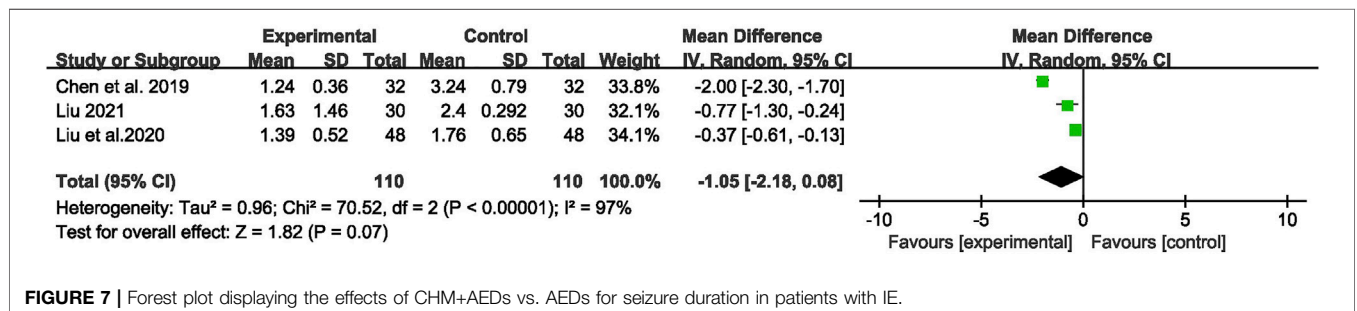 Experimental Control Mean Difference Mean Difference
Study or Subgroup Mean SD Total Mean SD Total Weight IV. Random. 95% CI IV. Random. 95% CI
Chen et al. 2019 1.24 0.36 32 3.24 0.79 32 33.8% -2.00 [-2.30, -1.70]
Liu 2021 1.63 1.46 30 2.4 0.292 30 32.1% -0.77 [-1.30, -0.24]
Liu et al.2020 1.39 0.52 48 1.76 0.65 48 34.1% -0.37 [-0.61, -0.13]
Total (95% CI) 110 110 100.0% -1.05 [-2.18, 0.08]
Heterogeneity: Tau² = 0.96; Chi² = 70.52, df = 2 (P < 0.00001); I² = 97%
Test for overall effect: Z = 1.82 (P = 0.07)
-10 -5 0 5 10
Favours [experimental] Favours [control]
FIGURE 7 | Forest plot displaying the effects of CHM+AEDs vs. AEDs for seizure duration in patients with IE.